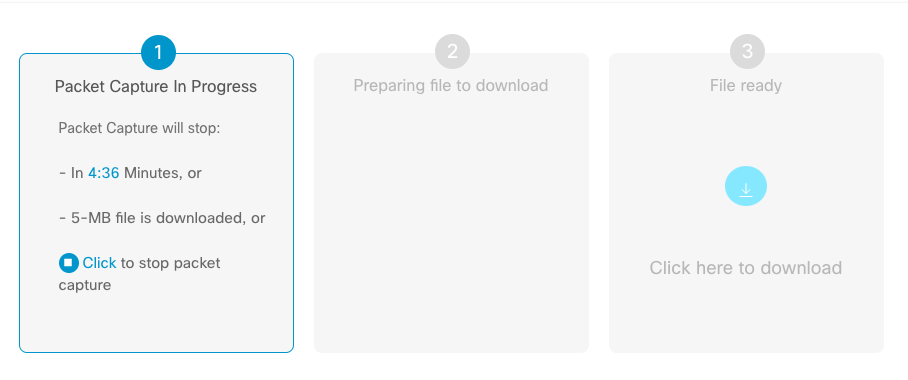 1
Packet Capture In Progress
Packet Capture will stop:
- In 4:36 Minutes, or
- 5-MB file is downloaded, or
Click to stop packet
capture
2
Preparing file to download
3
File ready
Click here to download